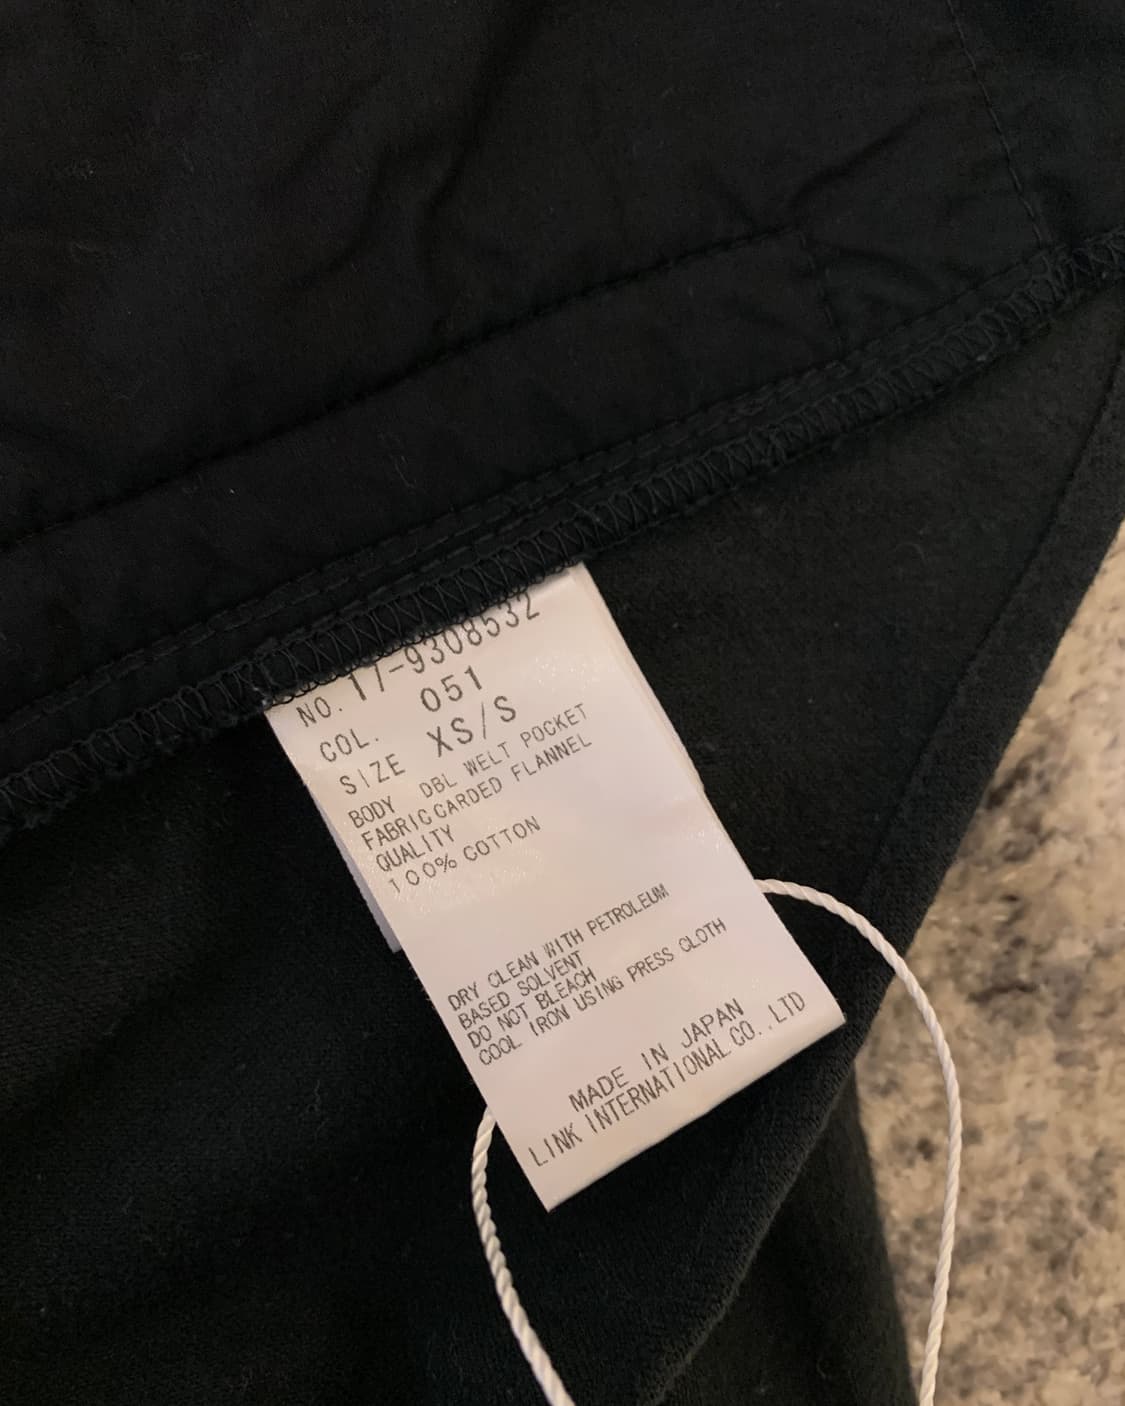 NO. 17-9308532
COL. 051
SIZE XS/S
BODY DBL WELT POCKET
FABRIC CARDED FLANNEL
QUALITY
100% COTTON
DRY CLEAN WITH PETROLEUM
BASED SOLVENT
DO NOT BLEACH
COOL IRON USING PRESS CLOTH
MADE IN JAPAN
LINK INTERNATIONAL CO.,LTD